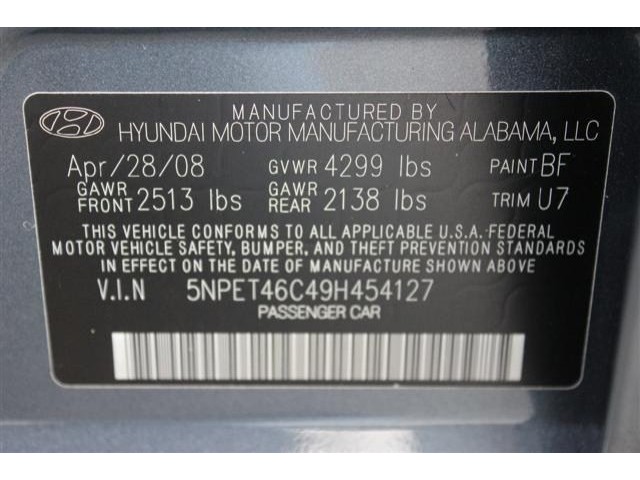 MANUFACTURED BY
HYUNDAI MOTOR MANUFACTURING ALABAMA, LLC
Apr/28/08 GVWR 4299 lbs PAINT BF
GAWR FRONT 2513 lbs GAWR REAR 2138 lbs TRIM U7
THIS VEHICLE CONFORMS TO ALL APPLICABLE U.S.A. FEDERAL
MOTOR VEHICLE SAFETY, BUMPER, AND THEFT PREVENTION STANDARDS
IN EFFECT ON THE DATE OF MANUFACTURE SHOWN ABOVE
V.I.N 5NPET46C49H454127
PASSENGER CAR